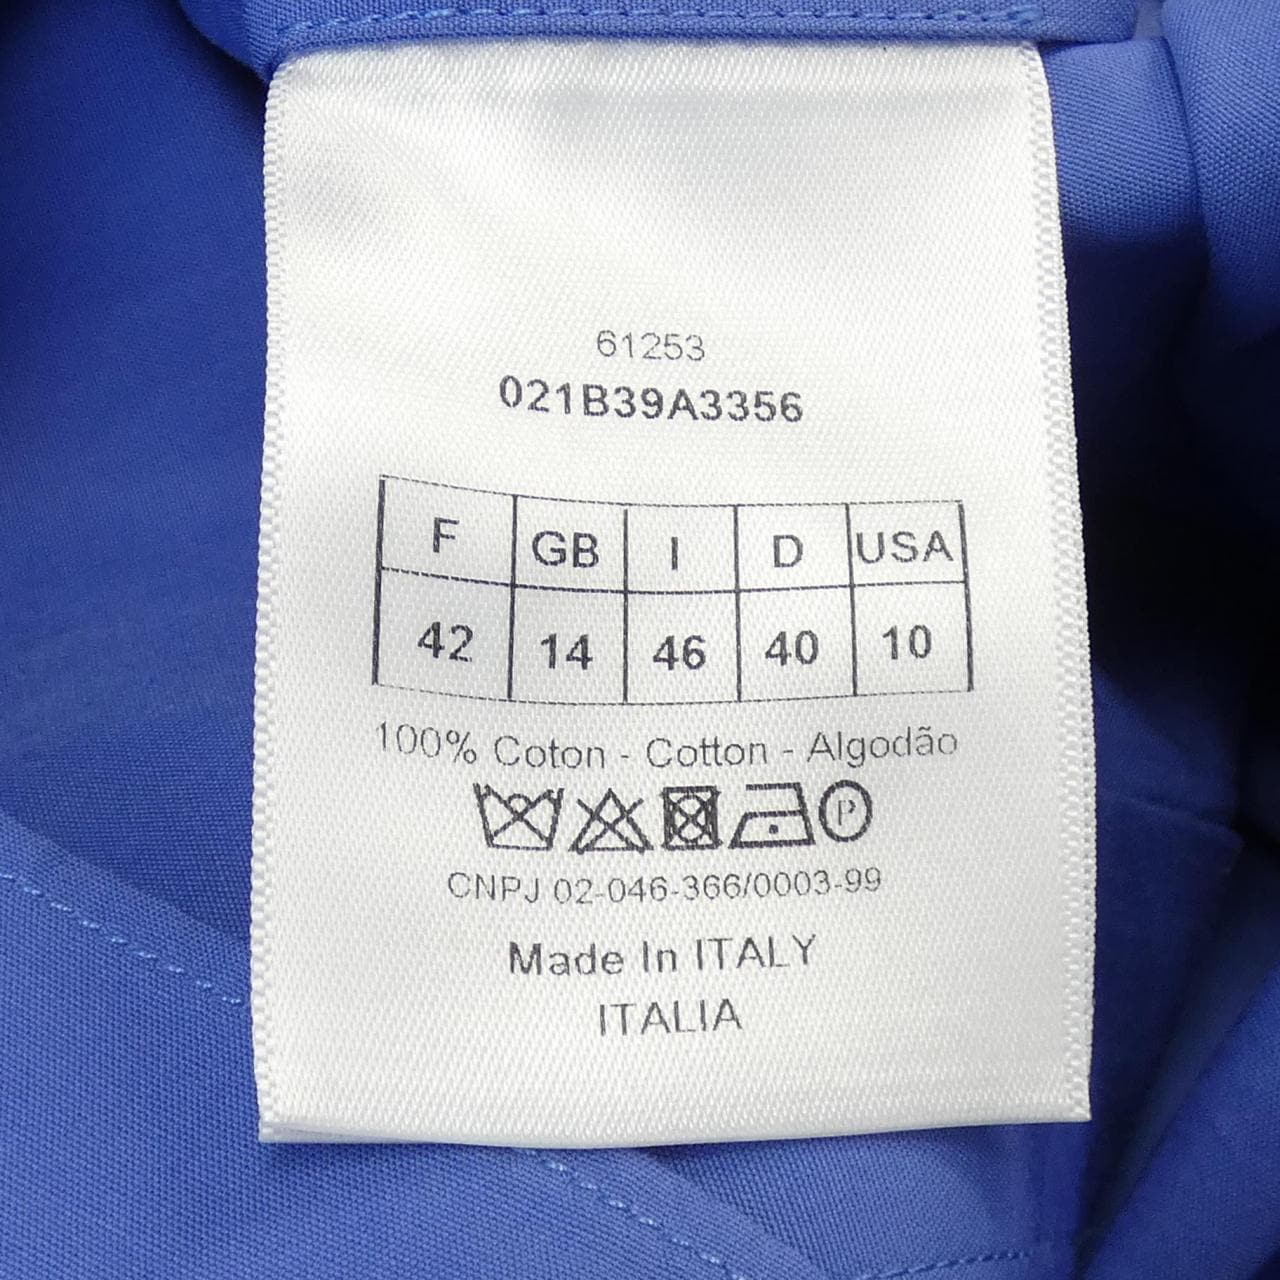 61253
021B39A3356
F GB I D USA
42 14 46 40 10
100% Coton - Cotton - Algodão
P
CNPJ 02-046-366/0003-99
Made In ITALY
ITALIA